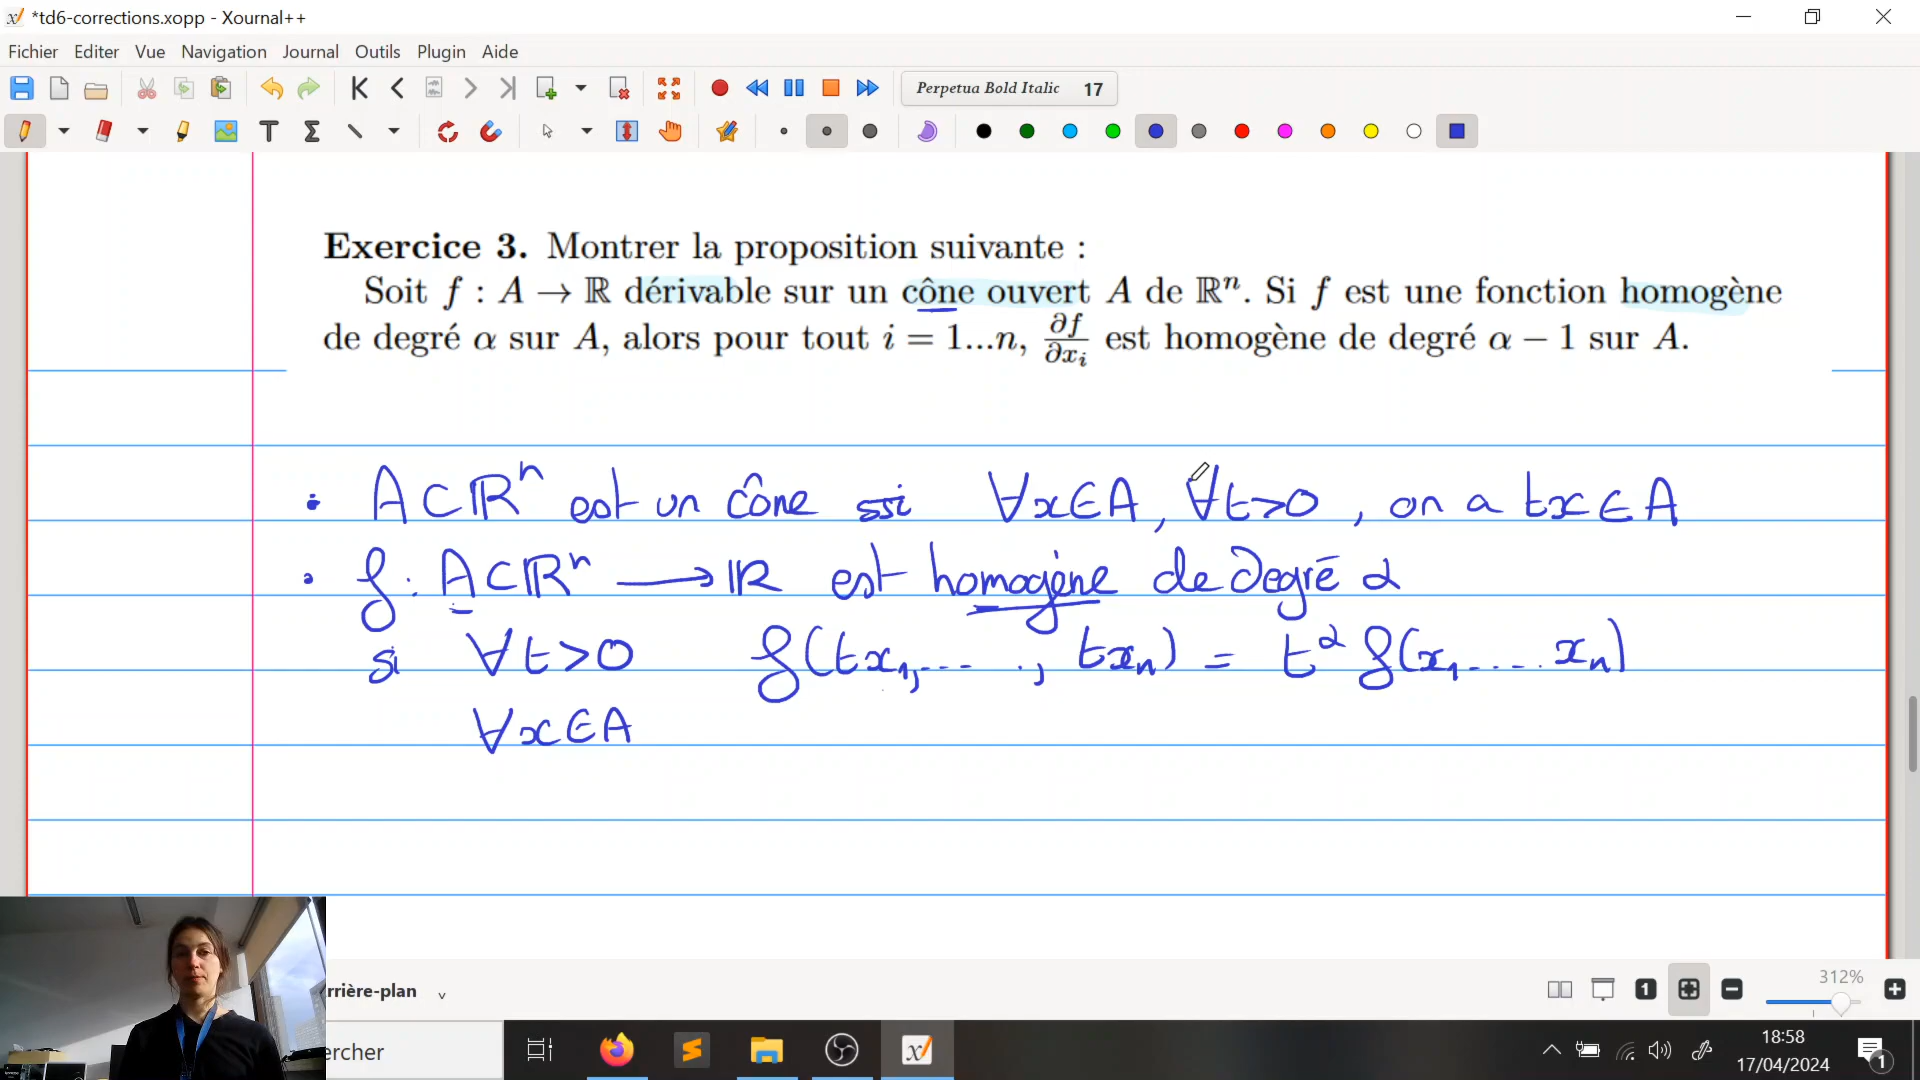 *td6-corrections.xopp - Xournal++
Fichier Editer Vue Navigation Journal Outils Plugin Aide
Perpetua Bold Italic 17
Exercice 3. Montrer la proposition suivante :
Soit f : A → ℝ dérivable sur un cône ouvert A de ℝⁿ. Si f est une fonction homogène
de degré α sur A, alors pour tout i = 1...n, ∂f/∂xᵢ est homogène de degré α − 1 sur A.
• A⊂ℝⁿ est un cône ssi ∀x∈A, ∀t>0, on a tx∈A
• f: A⊂ℝⁿ → ℝ est homogène de degré α
si ∀t>0 f(tx₁,....., txₙ) = t^α f(x₁....xₙ)
∀x∈A
rrière-plan
312%
ercher
18:58
17/04/2024
1